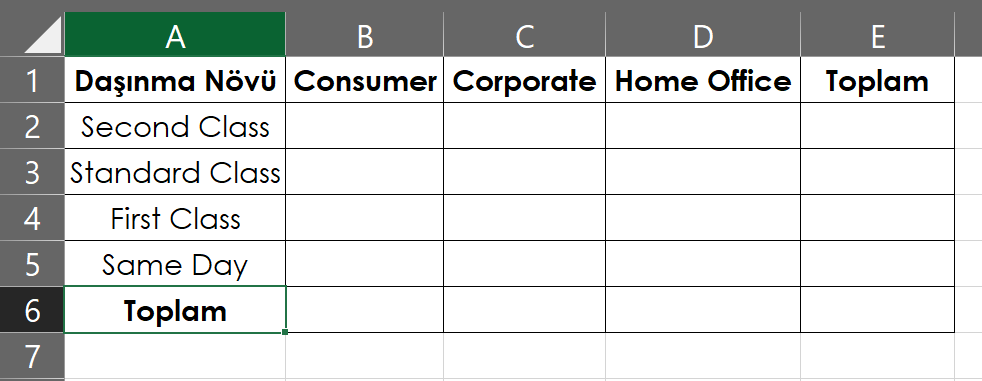 A B C D E
1 Daşınma Növü Consumer Corporate Home Office Toplam
2 Second Class
3 Standard Class
4 First Class
5 Same Day
6 Toplam
7